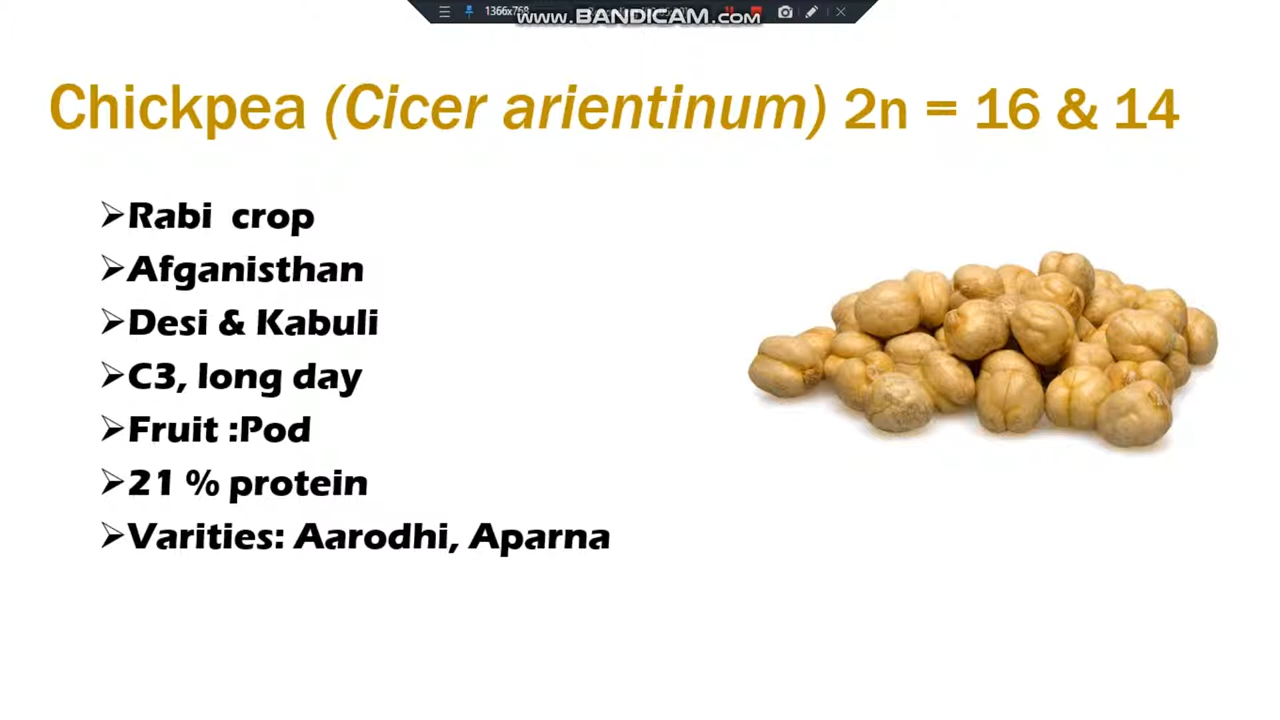 1366x768
www.BANDICAM.com
Chickpea (Cicer arientinum) 2n = 16 & 14
➢Rabi crop
➢Afganisthan
➢Desi & Kabuli
➢C3, long day
➢Fruit :Pod
➢21 % protein
➢Varities: Aarodhi, Aparna